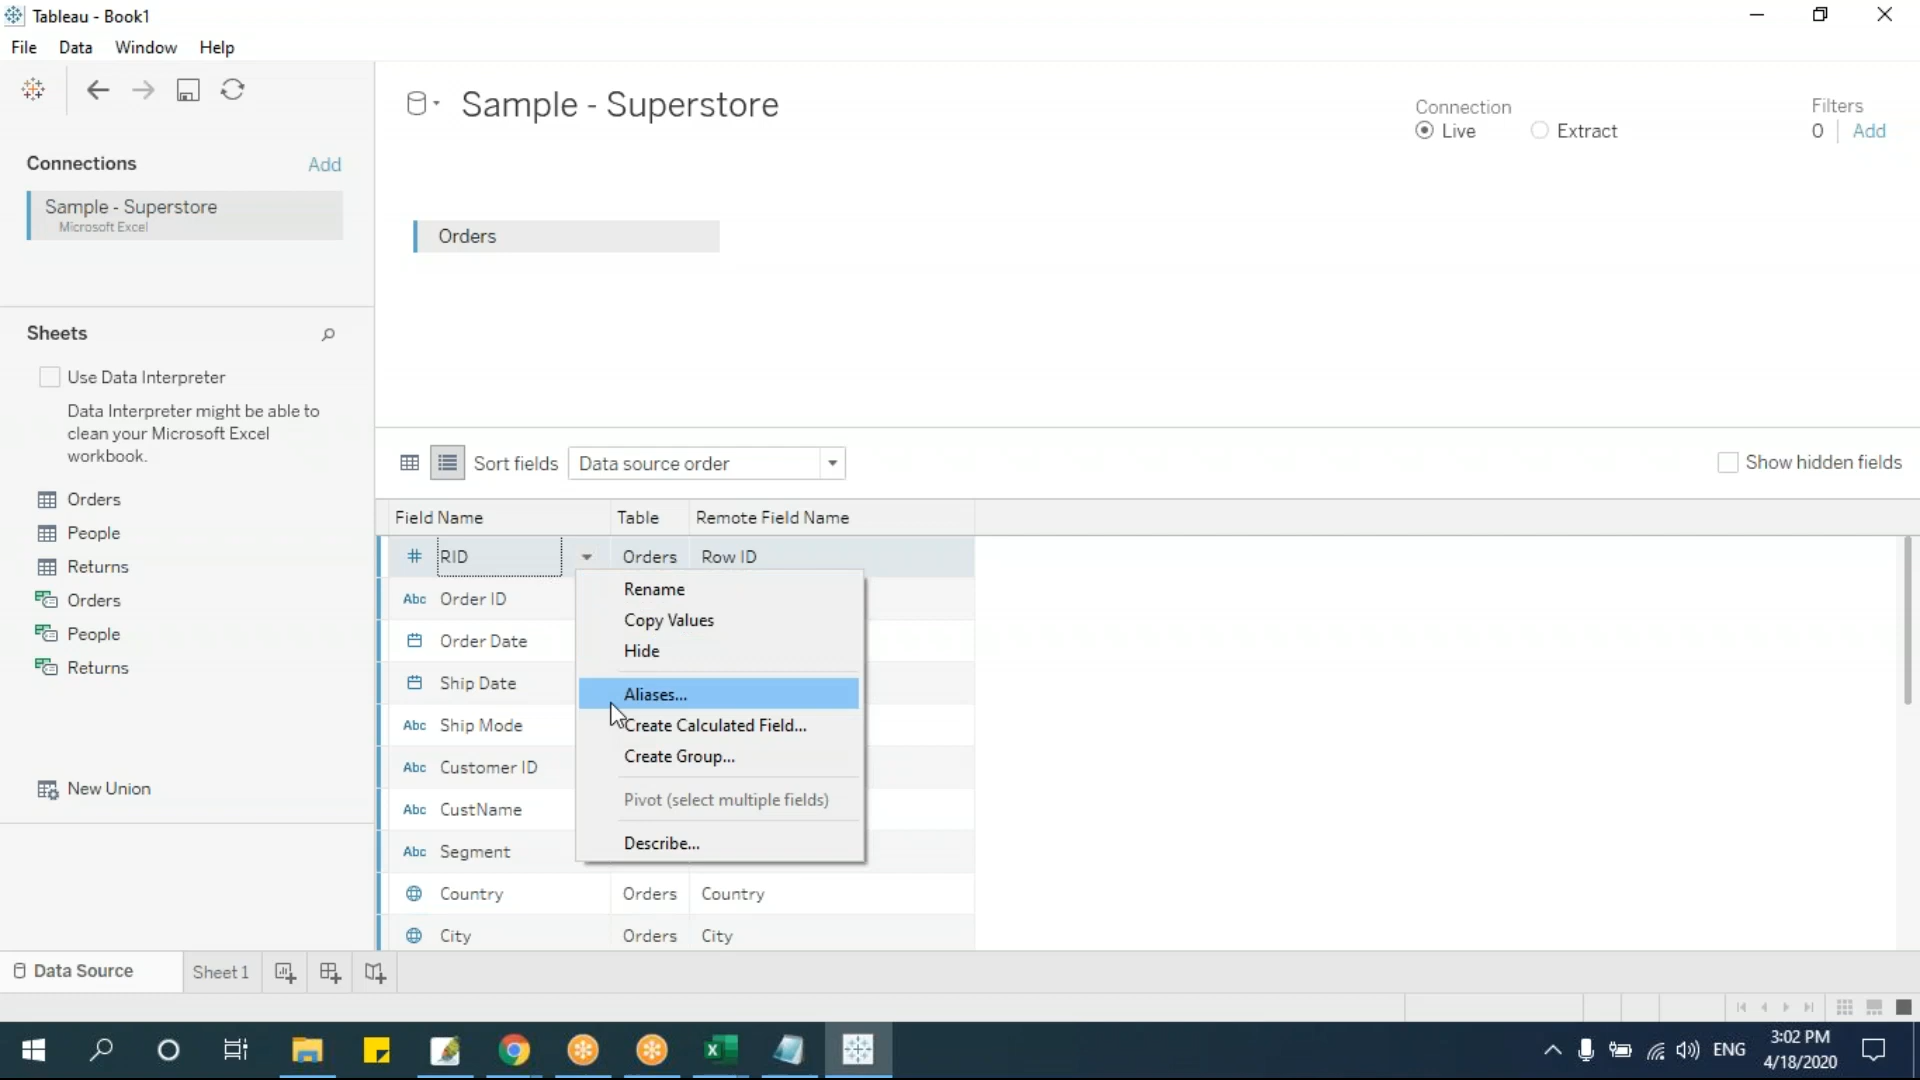 Tableau - Book1
File Data Window Help
Connections Add
Sample - Superstore
Microsoft Excel
Sample - Superstore
Connection
Live Extract
Filters
0 Add
Orders
Sheets
Use Data Interpreter
Data Interpreter might be able to
clean your Microsoft Excel
workbook.
Orders
People
Returns
Orders
People
Returns
New Union
Sort fields Data source order
Show hidden fields
Field Name Table Remote Field Name
# RID Orders Row ID
Abc Order ID
Order Date
Ship Date
Abc Ship Mode
Abc Customer ID
Abc CustName
Abc Segment
Country Orders Country
City Orders City
Rename
Copy Values
Hide
Aliases...
Create Calculated Field...
Create Group...
Pivot (select multiple fields)
Describe...
Data Source Sheet 1
ENG
3:02 PM
4/18/2020